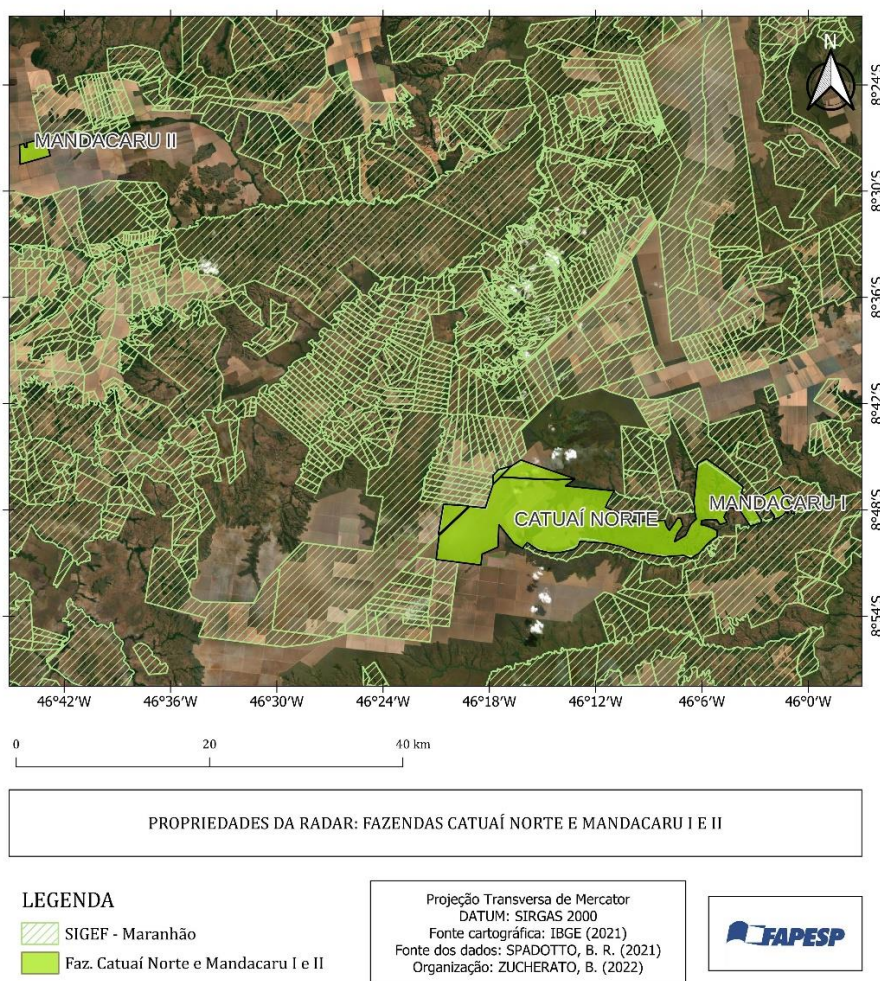 N
8°24'S
MANDACARU II
8°30'S
8°36'S
8°42'S
8°48'S
CATUAÍ NORTE
MANDACARU I
8°54'S
46°42'W 46°36'W 46°30'W 46°24'W 46°18'W 46°12'W 46°6'W 46°0'W
0 20 40 km
PROPRIEDADES DA RADAR: FAZENDAS CATUAÍ NORTE E MANDACARU I E II
LEGENDA
SIGEF - Maranhão
Faz. Catuaí Norte e Mandacaru I e II
Projeção Transversa de Mercator
DATUM: SIRGAS 2000
Fonte cartográfica: IBGE (2021)
Fonte dos dados: SPADOTTO, B. R. (2021)
Organização: ZUCHERATO, B. (2022)
FAPESP